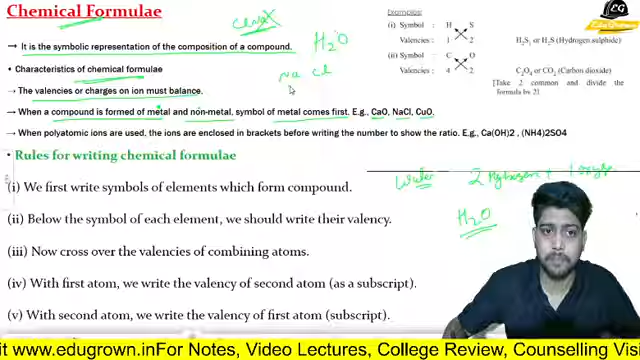 Chemical Formulae
→ It is the symbolic representation of the composition of a compound.
H2O
• Characteristics of chemical formulae
Na Cl
→ The valencies or charges on ion must balance.
→ When a compound is formed of metal and non-metal, symbol of metal comes first. E.g., CaO, NaCl, CuO.
→ When polyatomic ions are used, the ions are enclosed in brackets before writing the number to show the ratio. E.g., Ca(OH)2 , (NH4)2SO4
Examples:
(i) Symbol : H S
Valencies : 1 2 H2S1 or H2S (Hydrogen sulphide)
(ii) Symbol : C O
Valencies : 4 2 C2O4 or CO2 (Carbon dioxide)
[Take 2 common and divide the formula by 2]
• Rules for writing chemical formulae
(i) We first write symbols of elements which form compound.
(ii) Below the symbol of each element, we should write their valency.
(iii) Now cross over the valencies of combining atoms.
(iv) With first atom, we write the valency of second atom (as a subscript).
(v) With second atom, we write the valency of first atom (subscript).
Water 2 Hydrogen + 1 oxygen
H2O
CG
it www.edugrown.inFor Notes, Video Lectures, College Review, Counselling Vis